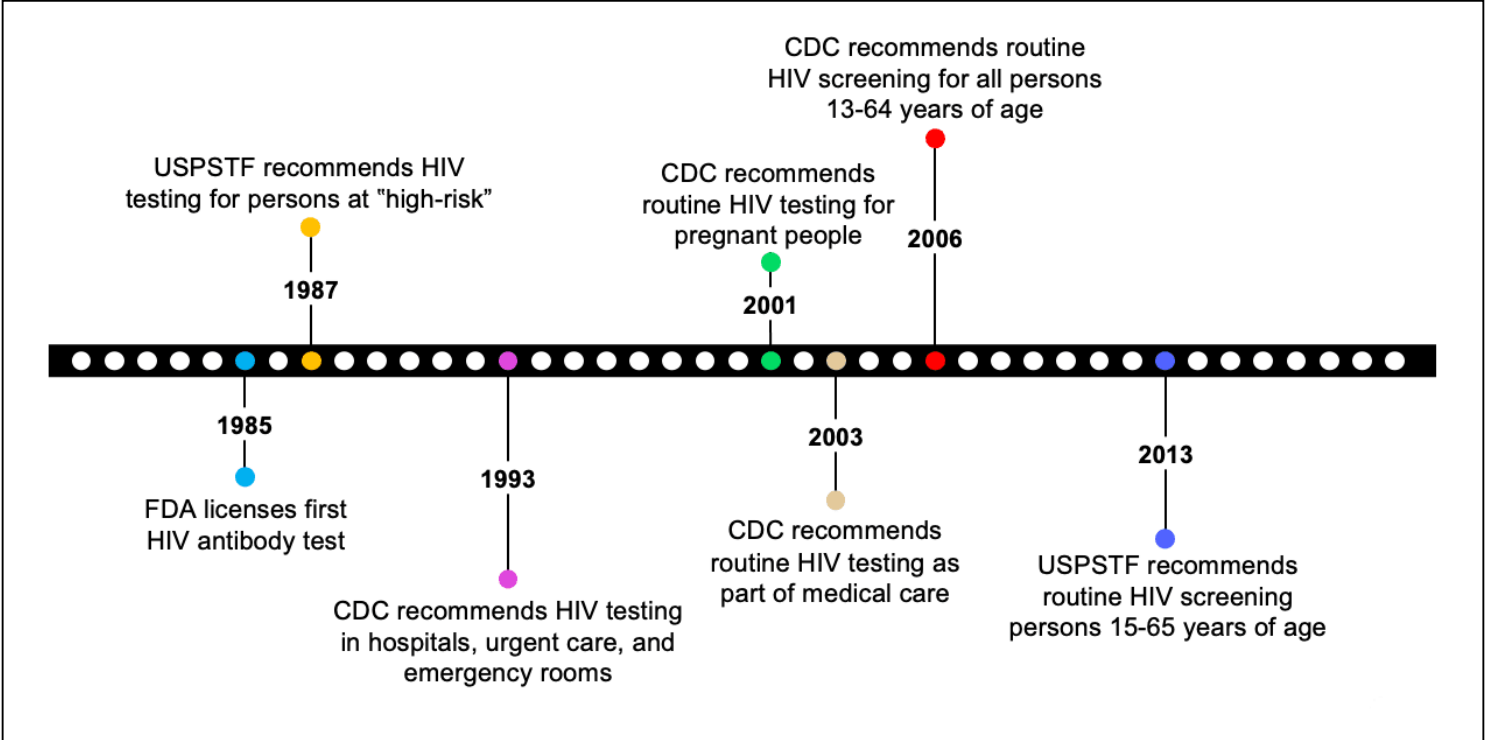 CDC recommends routine
HIV screening for all persons
13-64 years of age
USPSTF recommends HIV
testing for persons at "high-risk”
CDC recommends
routine HIV testing for
pregnant people
2006
1987
2001
1985
2003
2013
1993
FDA licenses first
HIV antibody test
CDC recommends
routine HIV testing as
part of medical care
USPSTF recommends
routine HIV screening
persons 15-65 years of age
CDC recommends HIV testing
in hospitals, urgent care, and
emergency rooms